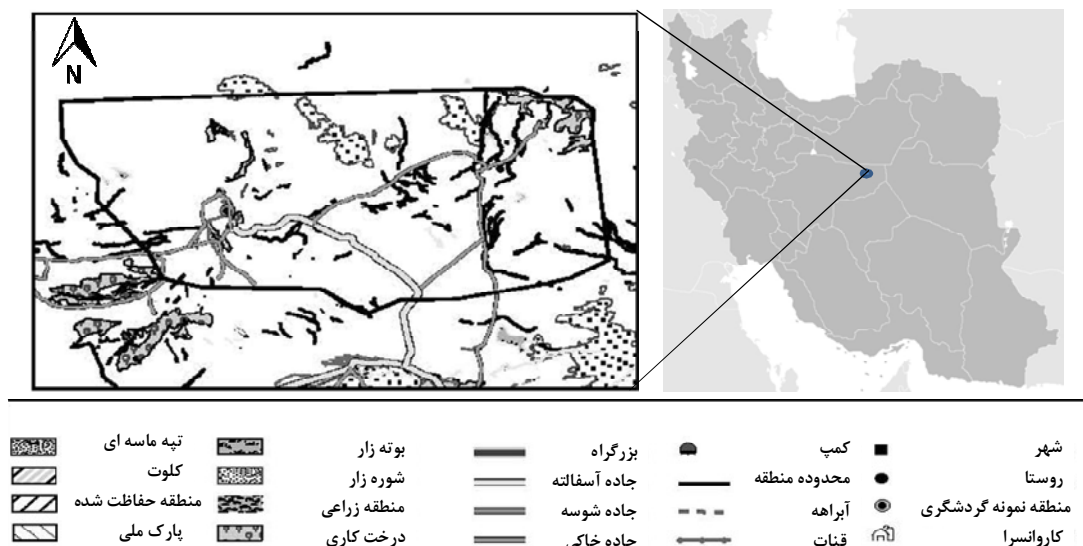 N
شهر
کمپ
بزرگراه
بوته زار
تپه ماسه ای
روستا
محدوده منطقه
جاده آسفالته
شوره زار
کلوت
منطقه نمونه گردشگری
آبراهه
جاده شوسه
منطقه زراعی
منطقه حفاظت شده
کاروانسرا
قنات
جاده خاکی
درخت کاری
پارک ملی